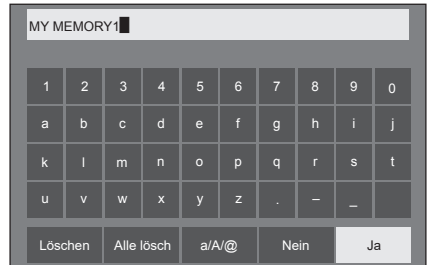 MY MEMORY1
1 2 3 4 5 6 7 8 9 0
a b c d e f g h i j
k l m n o p q r s t
u v w x y z . – _
Löschen Alle lösch a/A/@ Nein Ja